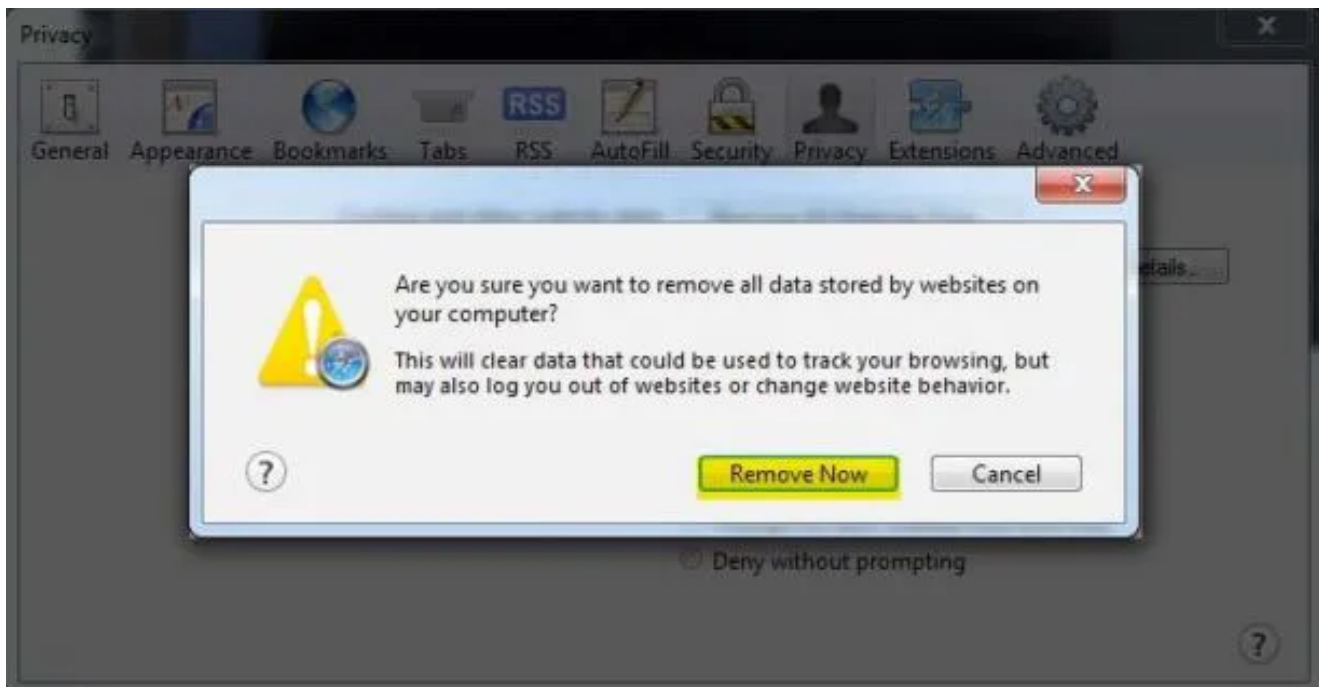 Privacy
RSS
General Appearance Bookmarks Tabs RSS AutoFill Security Privacy Extensions Advanced
Are you sure you want to remove all data stored by websites on
your computer?
This will clear data that could be used to track your browsing, but
may also log you out of websites or change website behavior.
?
Remove Now Cancel
Deny without prompting
?